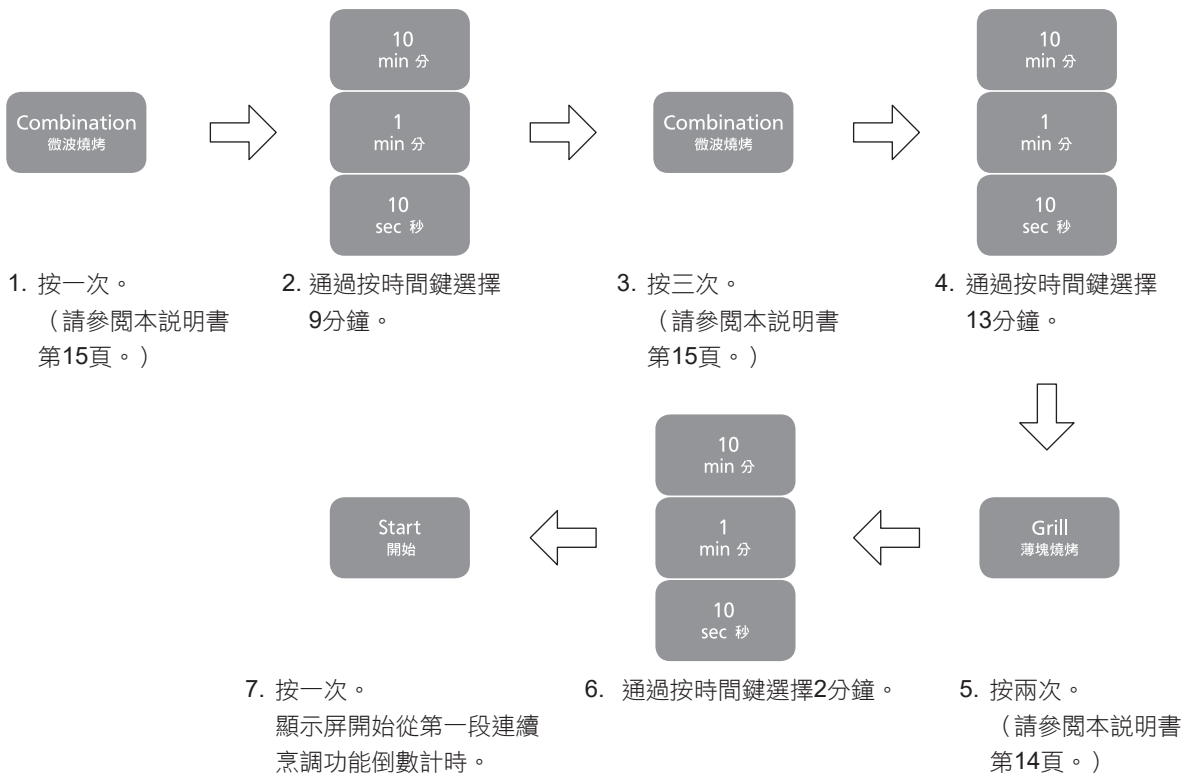 10
min 分
1
min 分
10
sec 秒
10
min 分
1
min 分
10
sec 秒
Combination
微波燒烤
Combination
微波燒烤
1. 按一次。
（請參閱本説明書
第15頁。）
2. 通過按時間鍵選擇
9分鐘。
3. 按三次。
（請參閱本説明書
第15頁。）
4. 通過按時間鍵選擇
13分鐘。
Grill
薄塊燒烤
10
min 分
1
min 分
10
sec 秒
Start
開始
5. 按兩次。
（請參閱本説明書
第14頁。）
6. 通過按時間鍵選擇2分鐘。
7. 按一次。
顯示屏開始從第一段連續
烹調功能倒數計時。